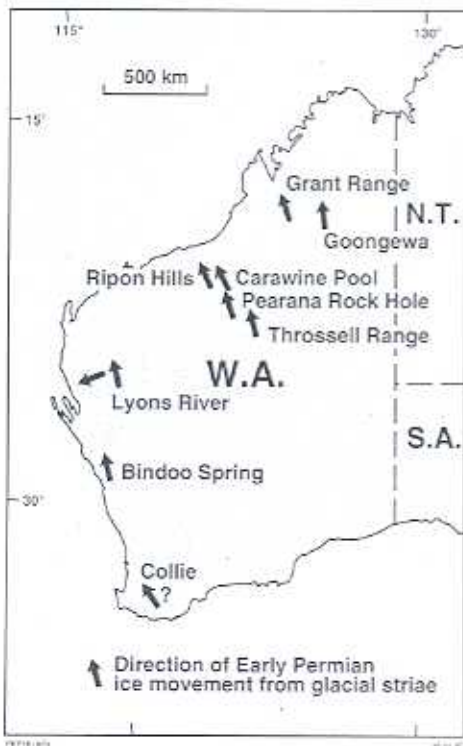 115°
130°
500 km
15°
Grant Range
N.T.
Goongewa
Ripon Hills
Carawine Pool
Pearana Rock Hole
Throssell Range
W.A.
Lyons River
S.A.
Bindoo Spring
30°
Collie
?
Direction of Early Permian
ice movement from glacial striae